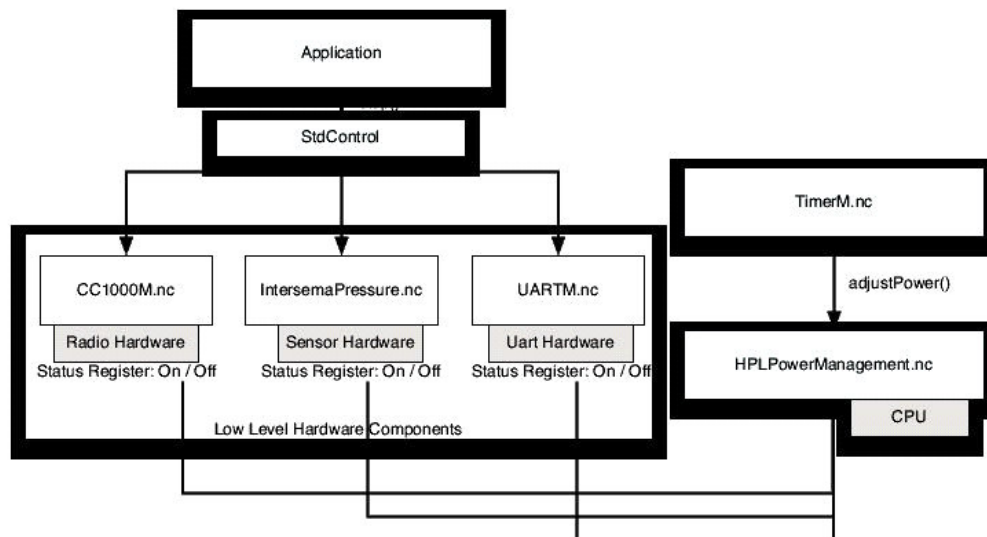 Application
StdControl
TimerM.nc
CC1000M.nc
IntersemaPressure.nc
UARTM.nc
adjustPower()
Radio Hardware
Sensor Hardware
Uart Hardware
Status Register: On / Off
Status Register: On / Off
Status Register: On / Off
HPLPowerManagement.nc
CPU
Low Level Hardware Components